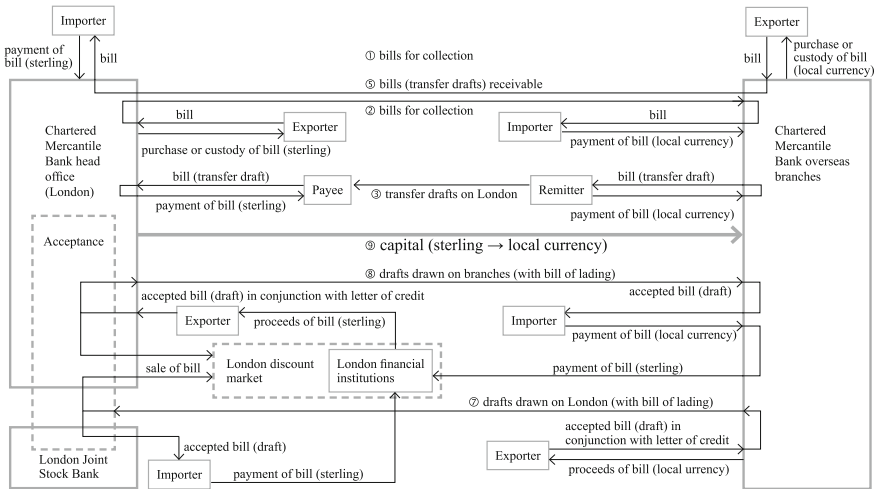 Importer
Exporter
payment of
bill (sterling)
bill
① bills for collection
bill
purchase or
custody of bill
(local currency)
⑤ bills (transfer drafts) receivable
② bills for collection
Chartered
Mercantile
Bank head
office
(London)
bill
Exporter
purchase or custody of bill (sterling)
Importer
bill
payment of bill (local currency)
Chartered
Mercantile
Bank overseas
branches
bill (transfer draft)
payment of bill (sterling)
Payee
③ transfer drafts on London
Remitter
bill (transfer draft)
payment of bill (local currency)
Acceptance
⑨ capital (sterling → local currency)
⑧ drafts drawn on branches (with bill of lading)
accepted bill (draft) in conjunction with letter of credit
accepted bill (draft)
Exporter
proceeds of bill (sterling)
Importer
payment of bill (local currency)
sale of bill
London discount
market
London financial
institutions
payment of bill (sterling)
⑦ drafts drawn on London (with bill of lading)
accepted bill (draft)
accepted bill (draft) in
conjunction with letter of credit
London Joint
Stock Bank
Importer
payment of bill (sterling)
Exporter
proceeds of bill (local currency)